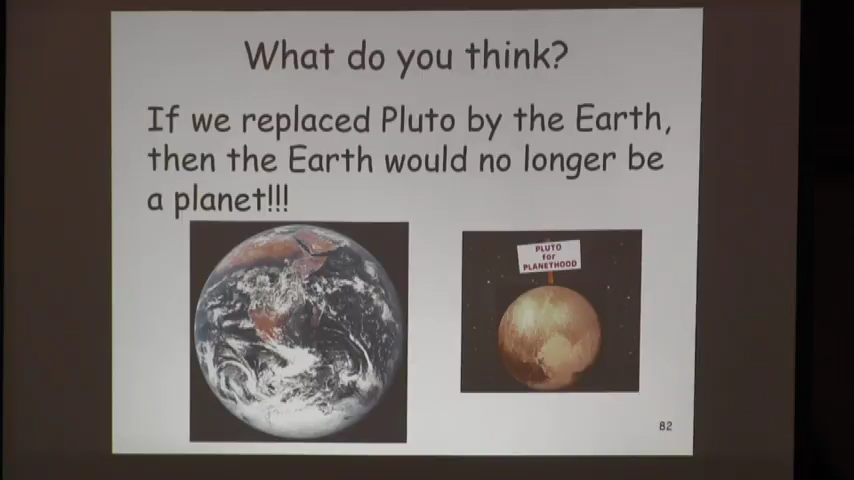 What do you think?
If we replaced Pluto by the Earth,
then the Earth would no longer be
a planet!!!
PLUTO
for
PLANETHOOD
82